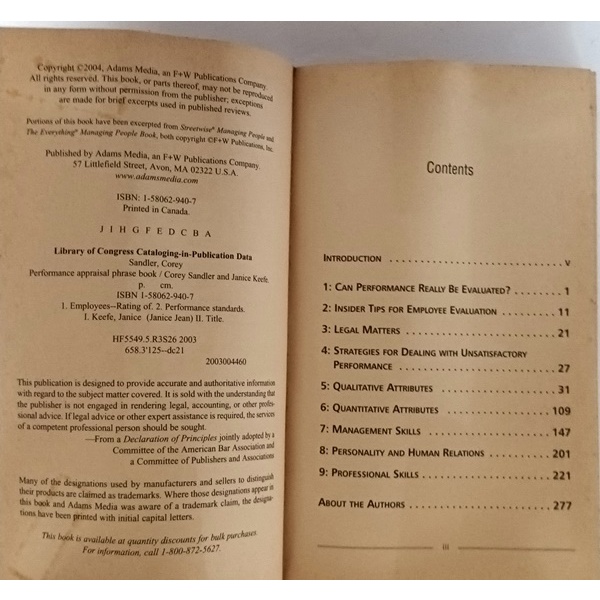 Copyright ©2004, Adams Media, an F+W Publications Company.
All rights reserved. This book, or parts thereof, may not be reproduced
in any form without permission from the publisher; exceptions
are made for brief excerpts used in published reviews.
Portions of this book have been excerpted from Streetwise® Managing People and
The Everything® Managing People Book, both copyright ©F+W Publications, Inc.
Published by Adams Media, an F+W Publications Company.
57 Littlefield Street, Avon, MA 02322 U.S.A.
www.adamsmedia.com
ISBN: 1-58062-940-7
Printed in Canada.
J I H G F E D C B A
Library of Congress Cataloging-in-Publication Data
Sandler, Corey
Performance appraisal phrase book / Corey Sandler and Janice Keefe.
p. cm.
ISBN 1-58062-940-7
1. Employees--Rating of. 2. Performance standards.
I. Keefe, Janice (Janice Jean) II. Title.
HF5549.5.R3S26 2003
658.3'125--dc21
2003004460
This publication is designed to provide accurate and authoritative information
with regard to the subject matter covered. It is sold with the understanding that
the publisher is not engaged in rendering legal, accounting, or other profes-
sional advice. If legal advice or other expert assistance is required, the services
of a competent professional person should be sought.
—From a Declaration of Principles jointly adopted by a
Committee of the American Bar Association and
a Committee of Publishers and Associations
Many of the designations used by manufacturers and sellers to distinguish
their products are claimed as trademarks. Where those designations appear in
this book and Adams Media was aware of a trademark claim, the designa-
tions have been printed with initial capital letters.
This book is available at quantity discounts for bulk purchases.
For information, call 1-800-872-5627.
Contents
INTRODUCTION . . . . . . . . . . . . . . . . . . . . . . . . . . . v
1: CAN PERFORMANCE REALLY BE EVALUATED? . . . . . . . . 1
2: INSIDER TIPS FOR EMPLOYEE EVALUATION . . . . . . . . . 11
3: LEGAL MATTERS . . . . . . . . . . . . . . . . . . . . . . . . 21
4: STRATEGIES FOR DEALING WITH UNSATISFACTORY
PERFORMANCE . . . . . . . . . . . . . . . . . . . . . . . . 27
5: QUALITATIVE ATTRIBUTES . . . . . . . . . . . . . . . . . . 31
6: QUANTITATIVE ATTRIBUTES . . . . . . . . . . . . . . . . 109
7: MANAGEMENT SKILLS . . . . . . . . . . . . . . . . . . . 147
8: PERSONALITY AND HUMAN RELATIONS . . . . . . . . . . 201
9: PROFESSIONAL SKILLS . . . . . . . . . . . . . . . . . . . 221
ABOUT THE AUTHORS . . . . . . . . . . . . . . . . . . . . . 277
iii